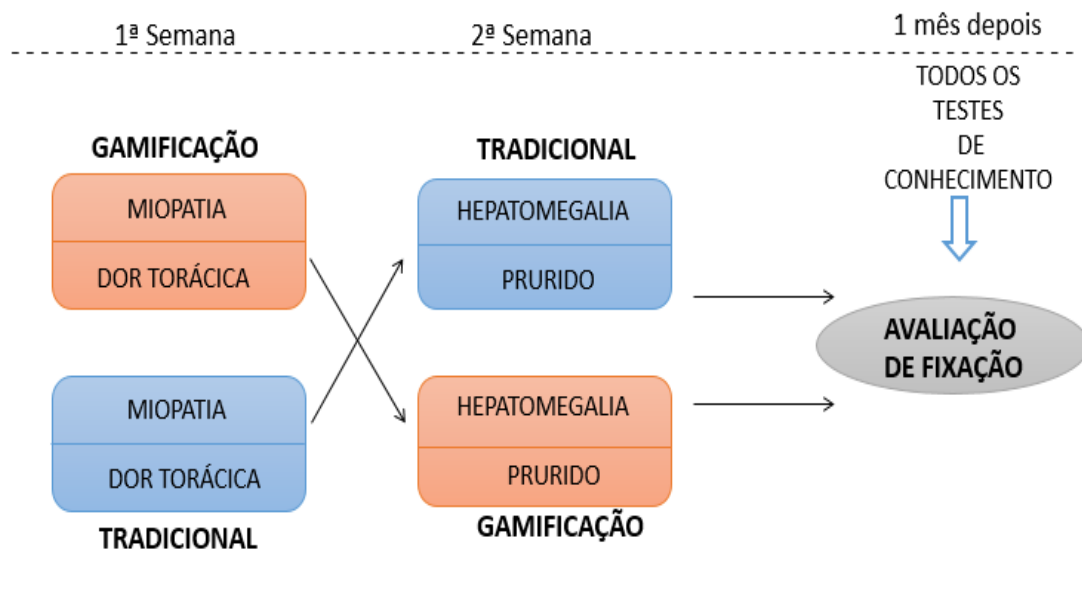 1ª Semana
2ª Semana
1 mês depois
TODOS OS
TESTES
DE
CONHECIMENTO
GAMIFICAÇÃO
MIOPATIA
DOR TORÁCICA
TRADICIONAL
HEPATOMEGALIA
PRURIDO
MIOPATIA
DOR TORÁCICA
TRADICIONAL
HEPATOMEGALIA
PRURIDO
GAMIFICAÇÃO
AVALIAÇÃO
DE FIXAÇÃO